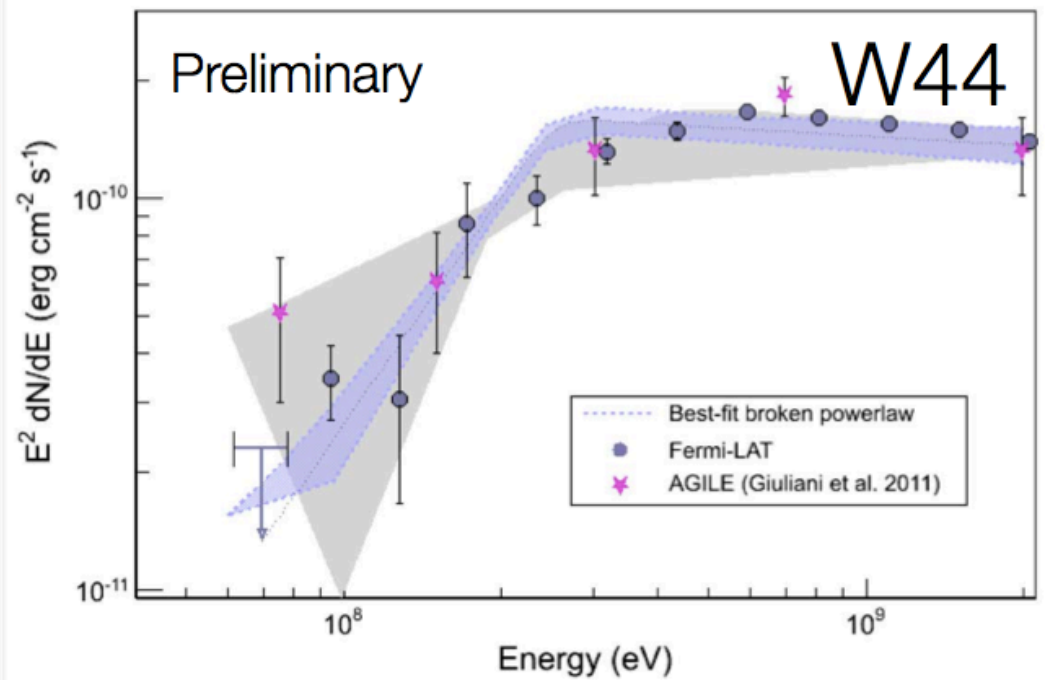 Preliminary
W44
E² dN/dE (erg cm⁻² s⁻¹)
10⁻¹⁰
10⁻¹¹
Best-fit broken powerlaw
Fermi-LAT
AGILE (Giuliani et al. 2011)
10⁸
10⁹
Energy (eV)